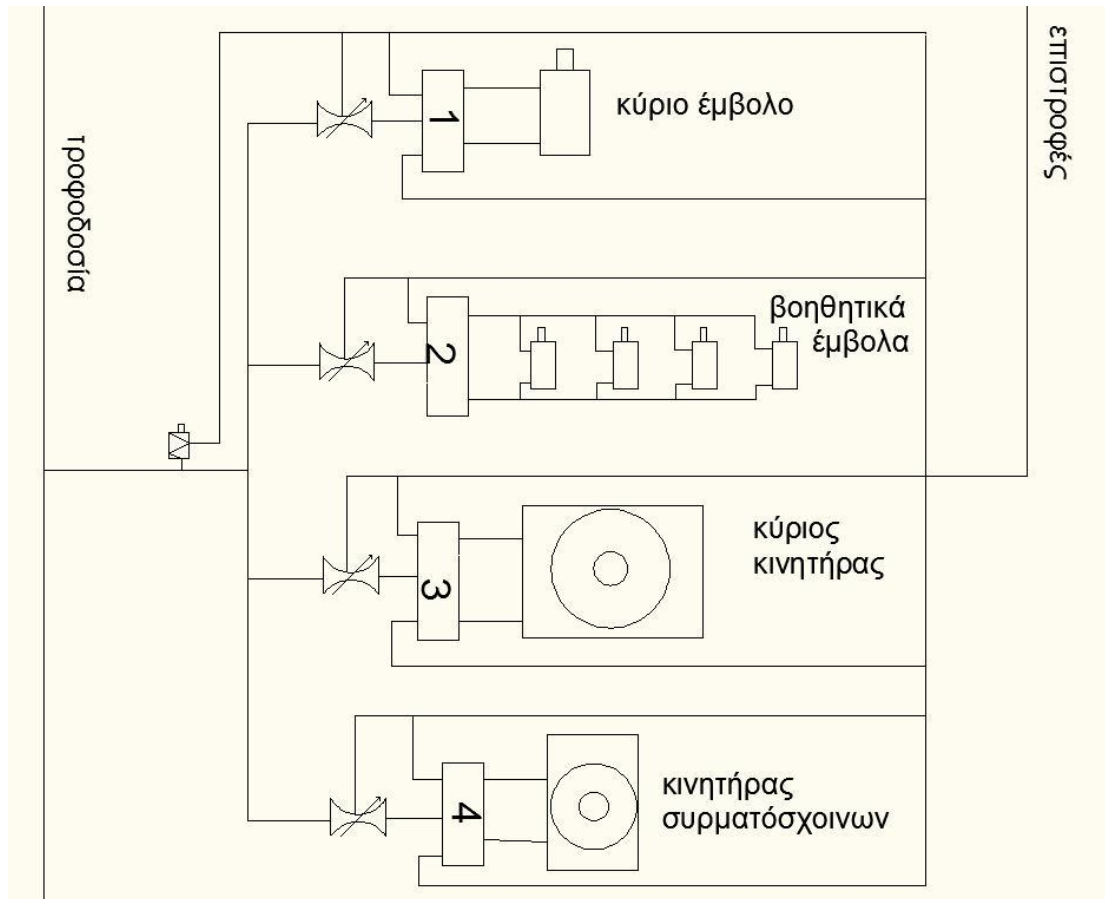 τροφοδοσία
επιστροφές
1
κύριο έμβολο
2
βοηθητικά
έμβολα
3
κύριος
κινητήρας
4
κινητήρας
συρματόσχοινων